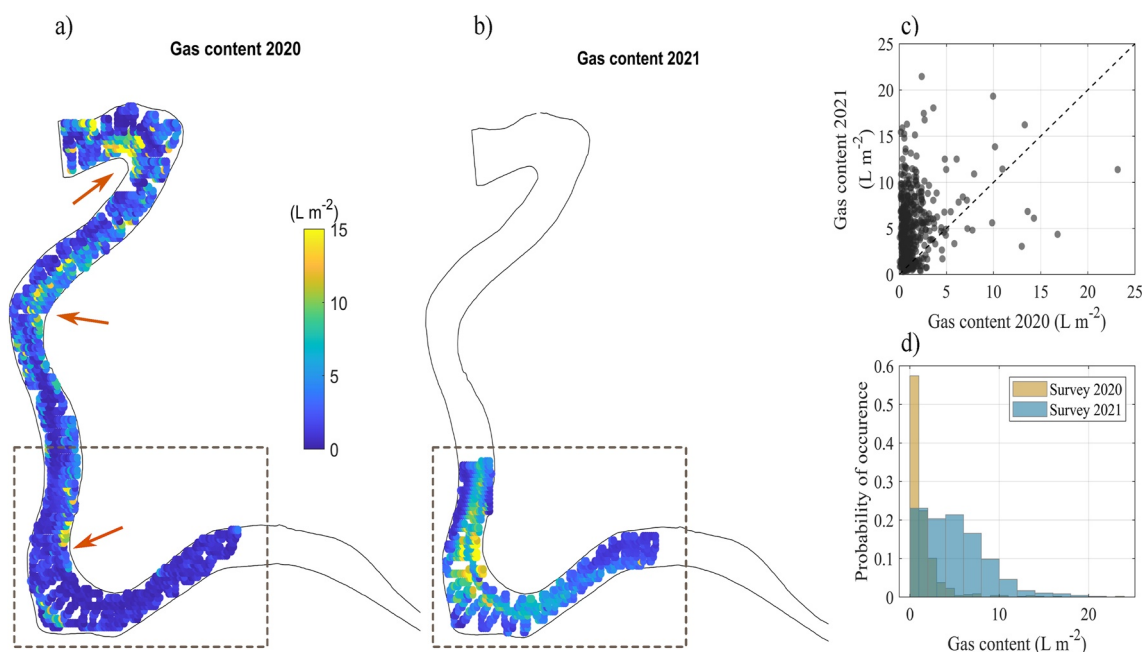 a)
Gas content 2020
(L m-2)
15
10
5
0
b)
Gas content 2021
c)
Gas content 2021
(L m-2)
25
20
15
10
5
0
0
5
10
15
20
25
Gas content 2020 (L m-2)
d)
Probability of occurence
0.6
0.5
0.4
0.3
0.2
0.1
0
Survey 2020
Survey 2021
0
10
20
Gas content (L m-2)